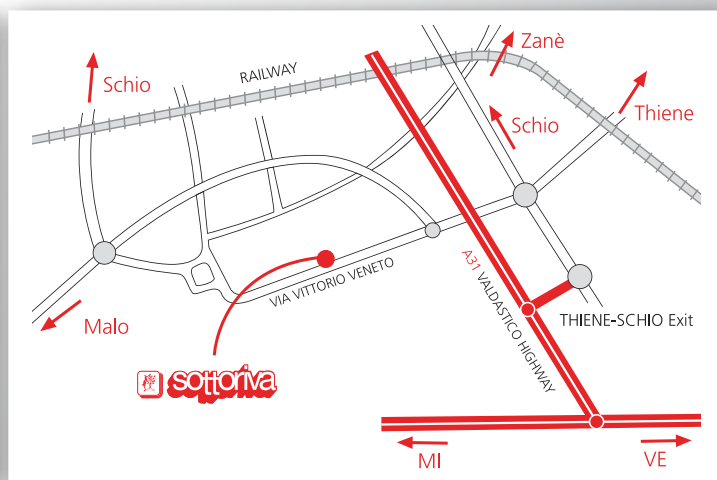 Zanè
Schio
RAILWAY
Thiene
Schio
A31 VALDASTICO HIGHWAY
VIA VITTORIO VENETO
THIENE-SCHIO Exit
Malo
sottoriva
MI
VE